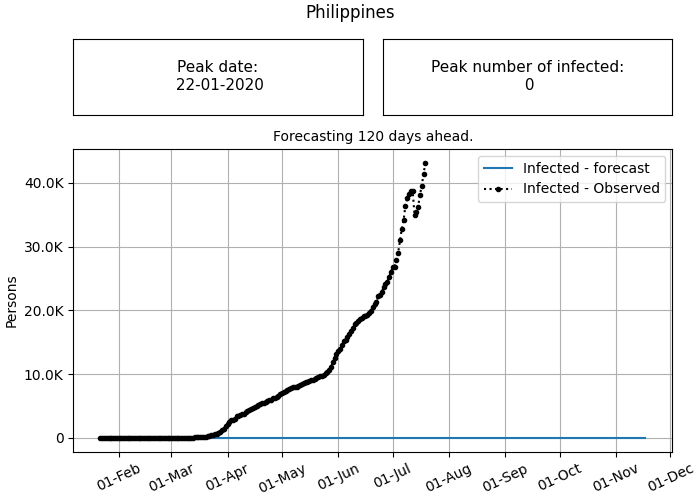 Philippines
Peak date:
22-01-2020
Peak number of infected:
0
Forecasting 120 days ahead.
Infected - forecast
Infected - Observed
Persons
40.0K
30.0K
20.0K
10.0K
0
01-Feb
01-Mar
01-Apr
01-May
01-Jun
01-Jul
01-Aug
01-Sep
01-Oct
01-Nov
01-Dec